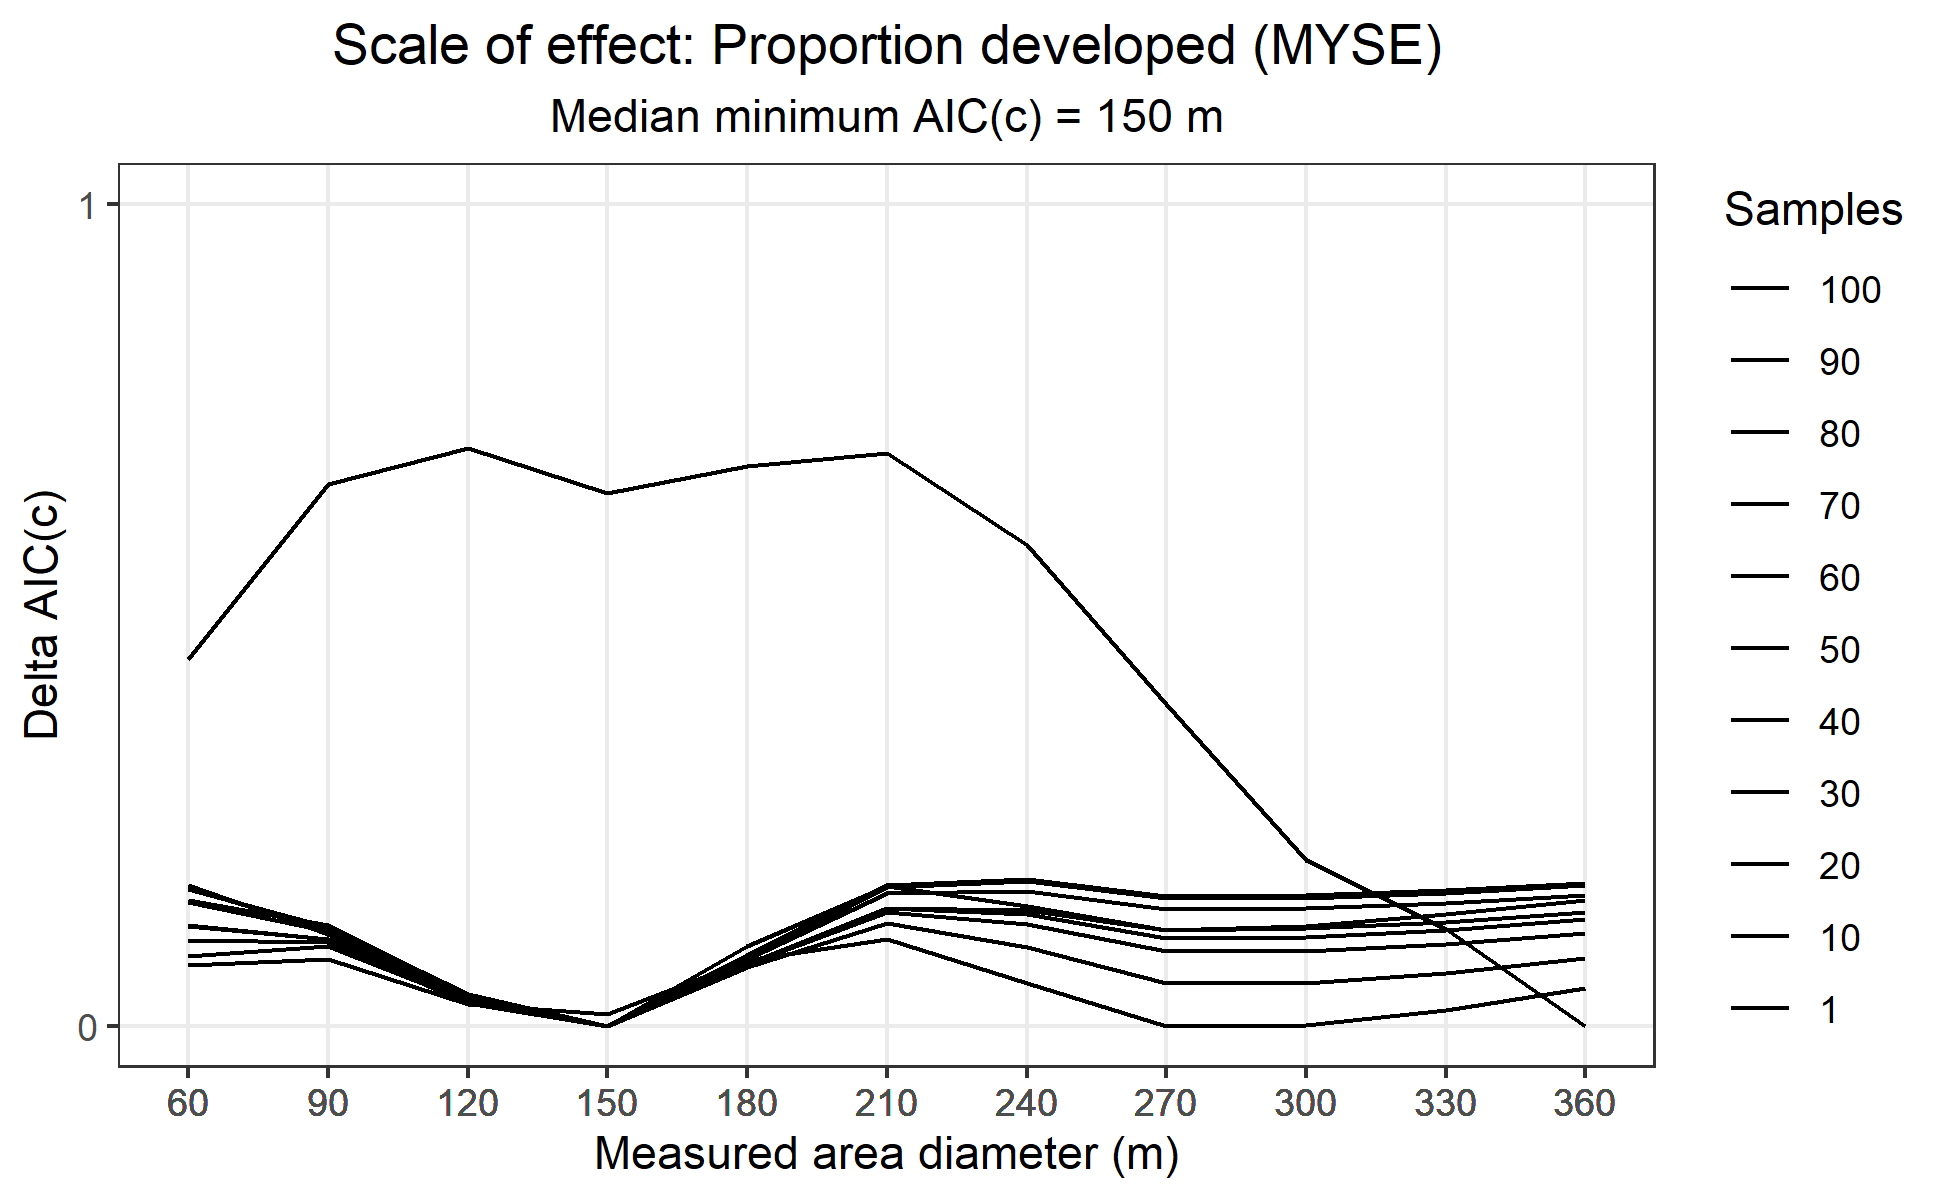 Scale of effect: Proportion developed (MYSE)
Median minimum AIC(c) = 150 m
Delta AIC(c)
1
0
60 90 120 150 180 210 240 270 300 330 360
Measured area diameter (m)
Samples
100
90
80
70
60
50
40
30
20
10
1